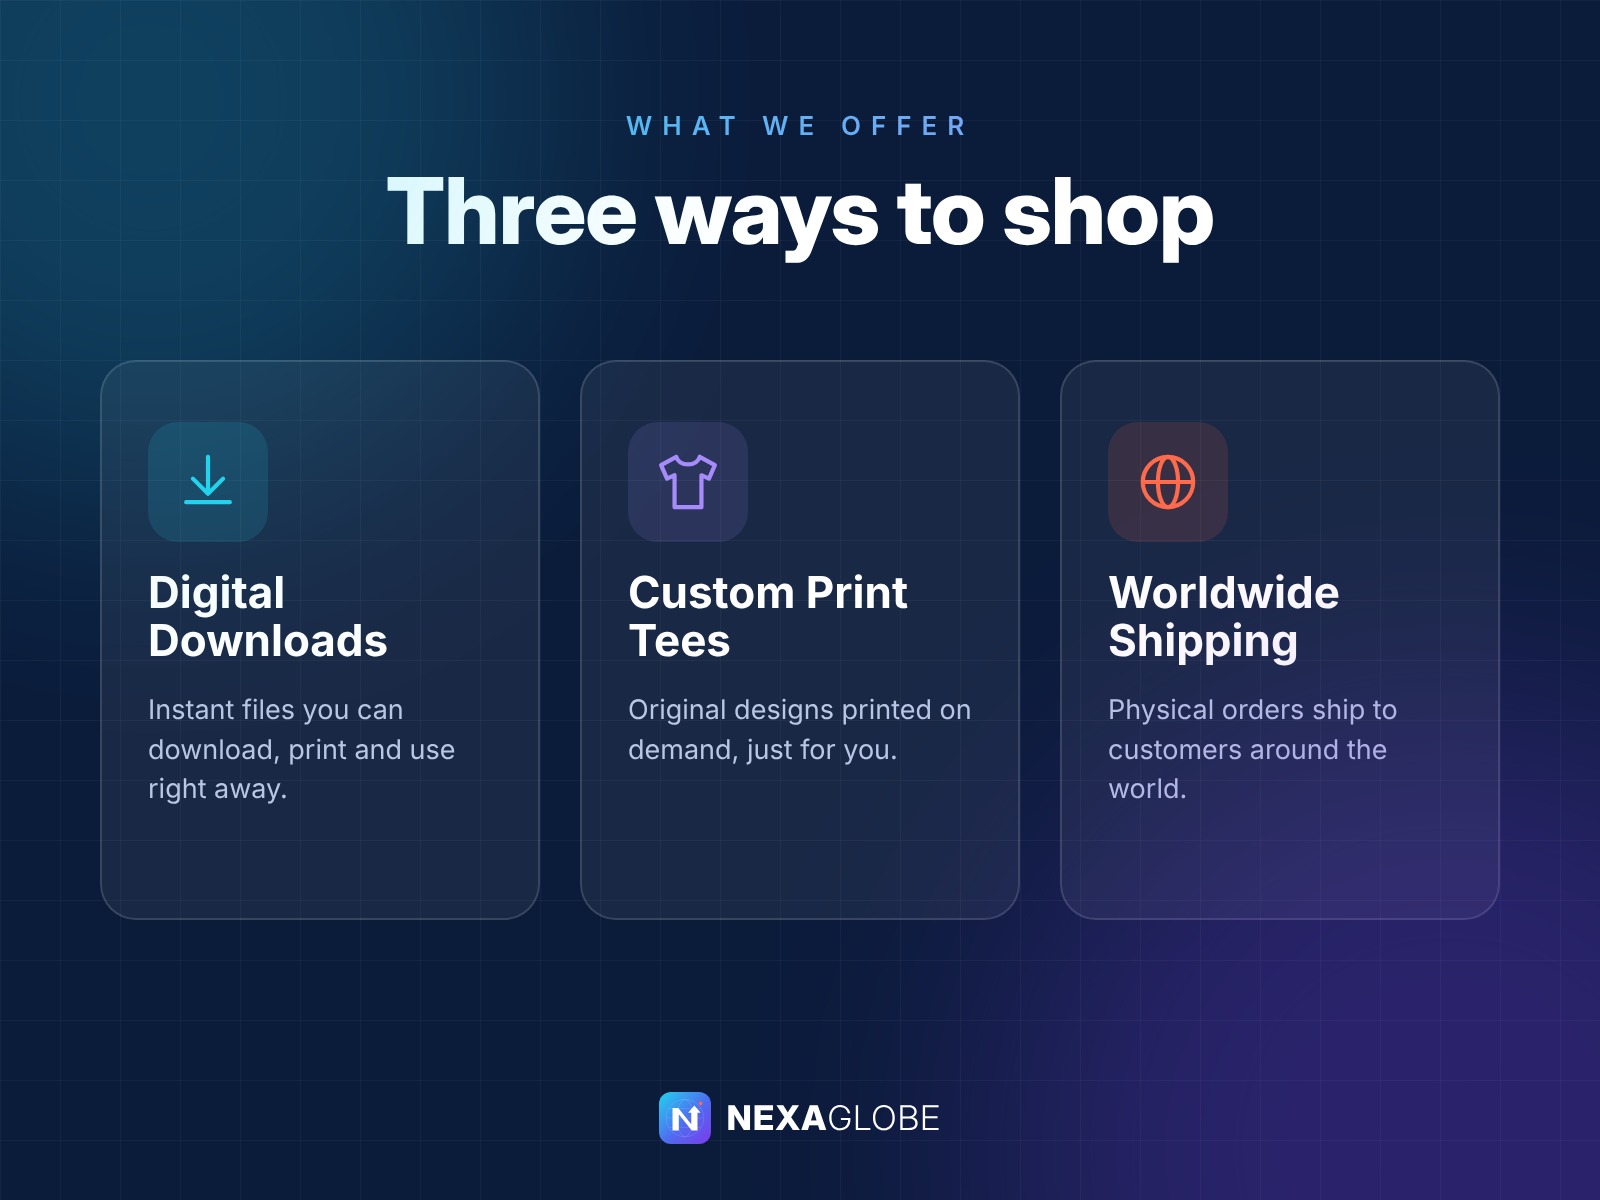 WHAT WE OFFER
Three ways to shop
Digital
Downloads
Instant files you can
download, print and use
right away.
Custom Print
Tees
Original designs printed on
demand, just for you.
Worldwide
Shipping
Physical orders ship to
customers around the
world.
N NEXAGLOBE